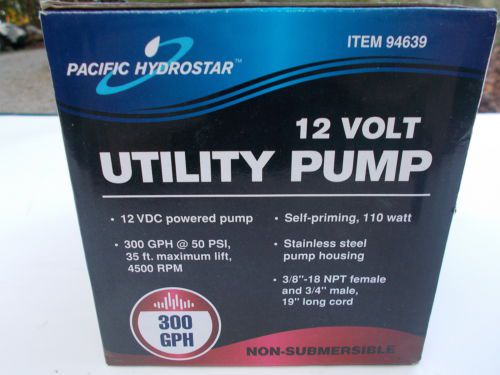 ITEM 94639
PACIFIC HYDROSTAR™
12 VOLT
UTILITY PUMP
• 12 VDC powered pump
• 300 GPH @ 50 PSI,
35 ft. maximum lift,
4500 RPM
• Self-priming, 110 watt
• Stainless steel
pump housing
• 3/8"-18 NPT female
and 3/4" male,
19" long cord
300
GPH
NON-SUBMERSIBLE